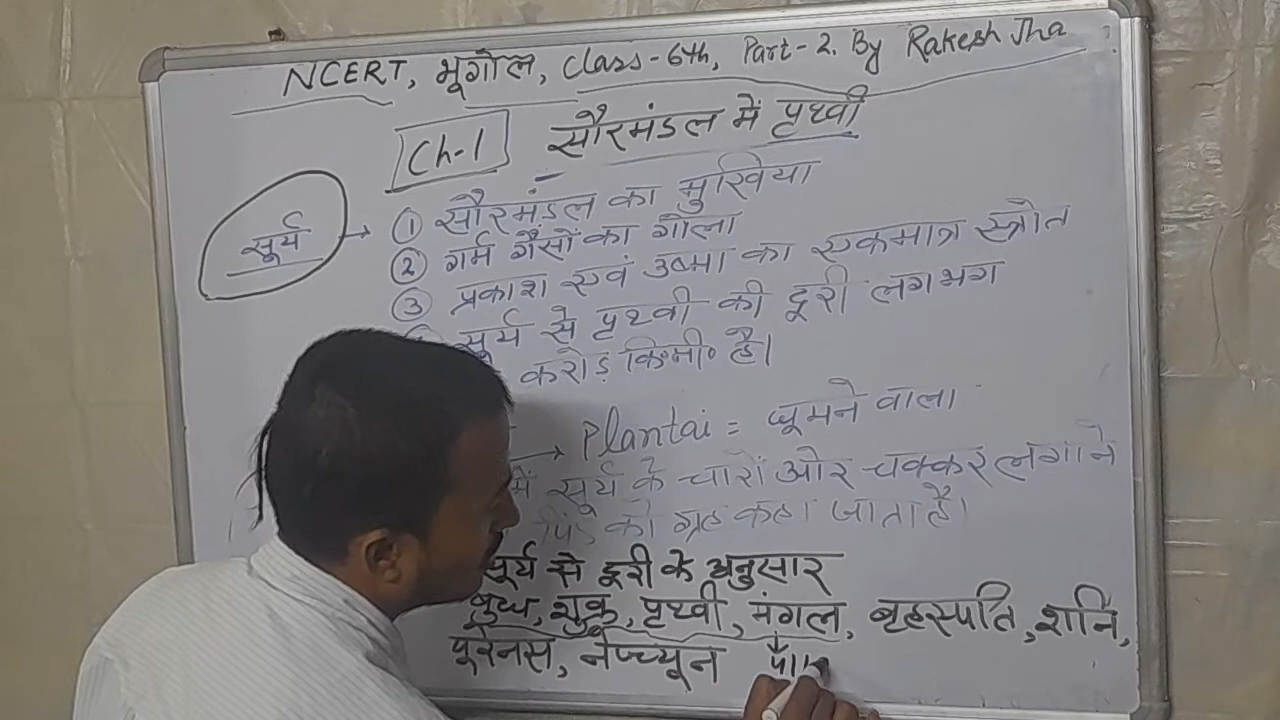 NCERT, भूगोल, Class-6th, Part-2. By Rakesh Jha
Ch-1 सौरमंडल में पृथ्वी
सूर्य → ① सौरमंडल का मुखिया
② गर्म गैसों का गोला
③ प्रकाश एवं उष्मा का एकमात्र स्त्रोत
सूर्य से पृथ्वी की दूरी लगभग
करोड़ कि॰मी॰ है।
→ Plantai = घूमने वाला
में सूर्य के चारों ओर चक्कर लगाने
पिंड को ग्रह कहा जाता है।
सूर्य से दूरी के अनुसार
बुध, शुक्र, पृथ्वी, मंगल, बृहस्पति, शनि,
यूरेनस, नेप्च्यून